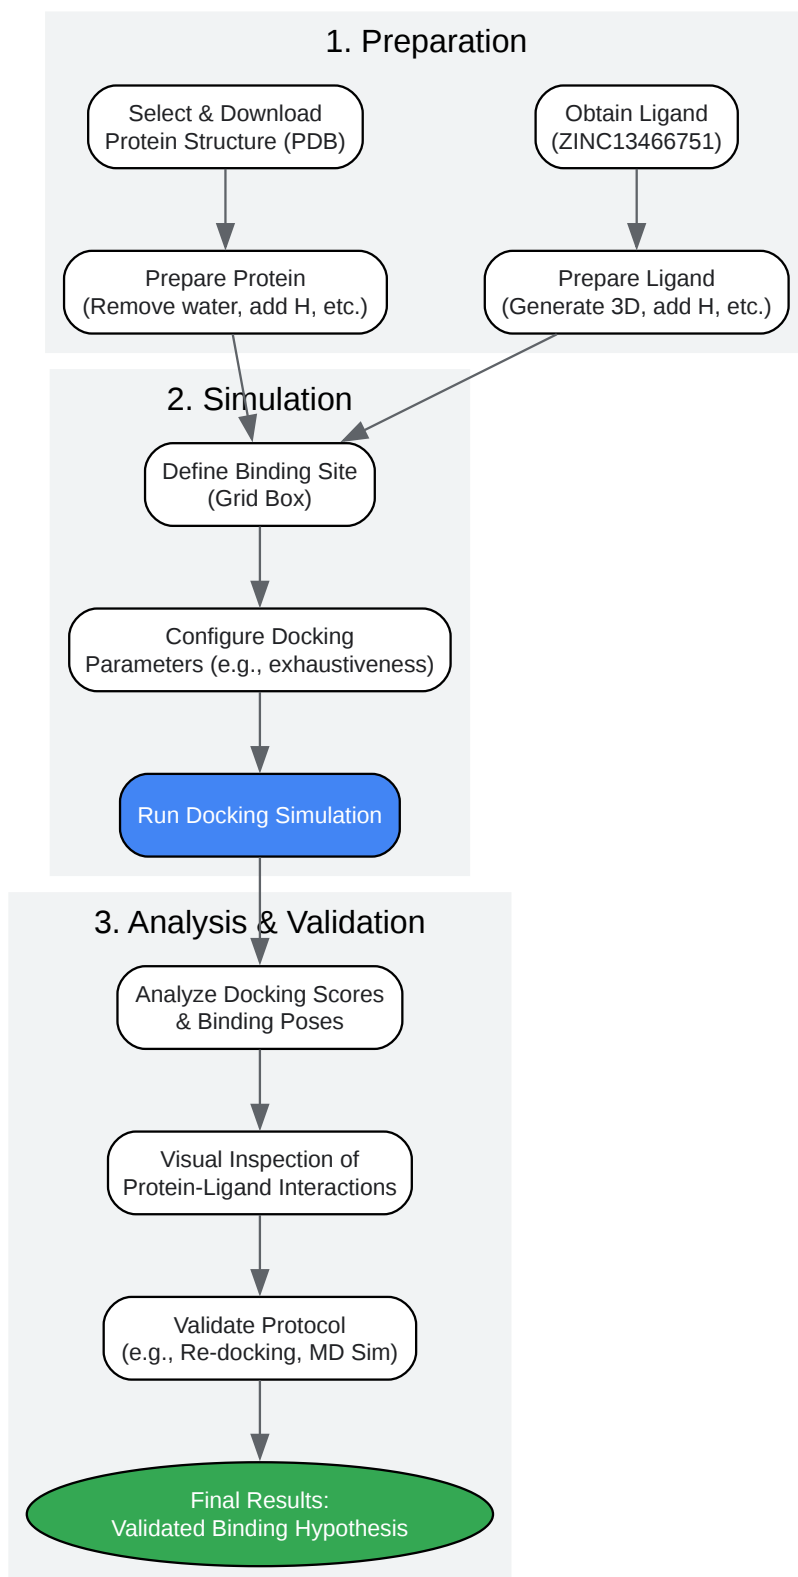 1. Preparation
Select & Download
Protein Structure (PDB)
Obtain Ligand
(ZINC13466751)
Prepare Protein
(Remove water, add H, etc.)
Prepare Ligand
(Generate 3D, add H, etc.)
2. Simulation
Define Binding Site
(Grid Box)
Configure Docking
Parameters (e.g., exhaustiveness)
Run Docking Simulation
3. Analysis & Validation
Analyze Docking Scores
& Binding Poses
Visual Inspection of
Protein-Ligand Interactions
Validate Protocol
(e.g., Re-docking, MD Sim)
Final Results:
Validated Binding Hypothesis